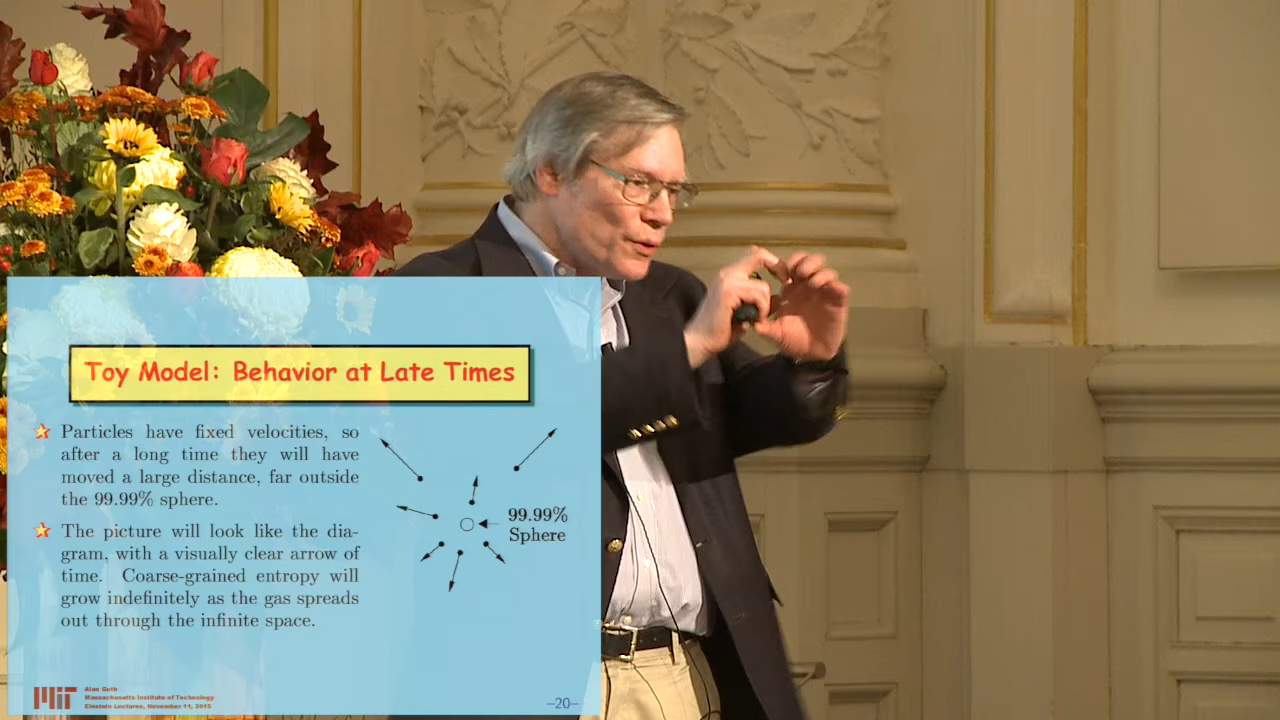 Toy Model: Behavior at Late Times
Particles have fixed velocities, so
after a long time they will have
moved a large distance, far outside
the 99.99% sphere.
The picture will look like the dia-
gram, with a visually clear arrow of
time. Coarse-grained entropy will
grow indefinitely as the gas spreads
out through the infinite space.
99.99%
Sphere
MIT
Alan Guth
Massachusetts Institute of Technology
Einstein Lectures, November 11, 2015
–20–